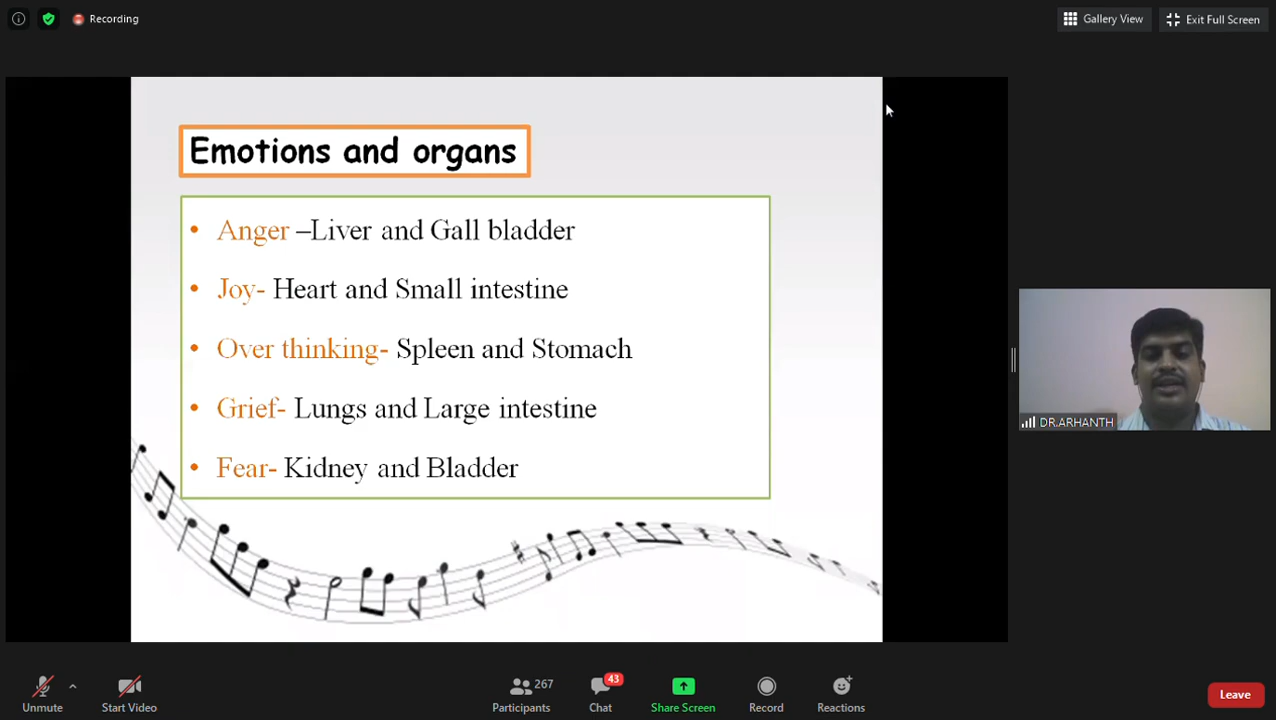 Recording
Gallery View
Exit Full Screen
Emotions and organs
• Anger –Liver and Gall bladder
• Joy- Heart and Small intestine
• Over thinking- Spleen and Stomach
• Grief- Lungs and Large intestine
• Fear- Kidney and Bladder
DR.ARHANTH
Unmute
Start Video
267
Participants
43
Chat
Share Screen
Record
Reactions
Leave